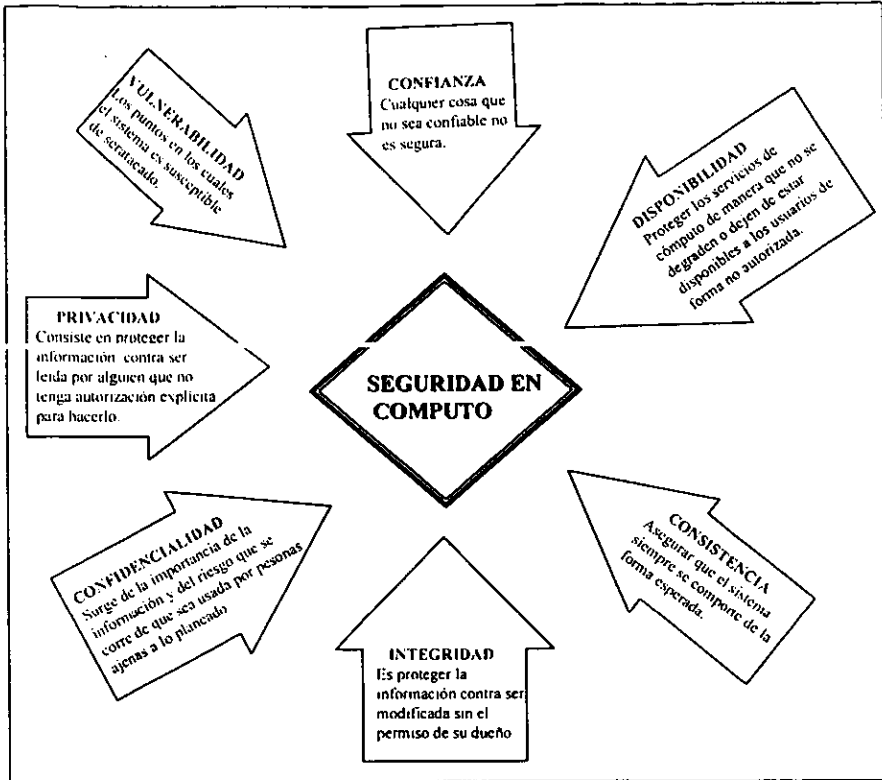 VULNERABILIDAD
Los puntos en los cuales
el sistema es susceptible
de seratacado.
CONFIANZA
Cualquier cosa que
no sea confiable no
es segura.
DISPONIBILIDAD
Proteger los servicios de
cómputo de manera que no se
degraden o dejen de estar
disponibles a los usuarios de
forma no autorizada.
PRIVACIDAD
Consiste en proteger la
información contra ser
leida por alguien que no
tenga autorización explicita
para hacerlo.
SEGURIDAD EN
COMPUTO
CONFIDENCIALIDAD
Surge de la importancia de la
información y del riesgo que se
corre de que sea usada por pesonas
ajenas a lo planeado
INTEGRIDAD
Es proteger la
información contra ser
modificada sin el
permiso de su dueño
CONSISTENCIA
Asegurar que el sistema
siempre se comporte de la
forma esperada.